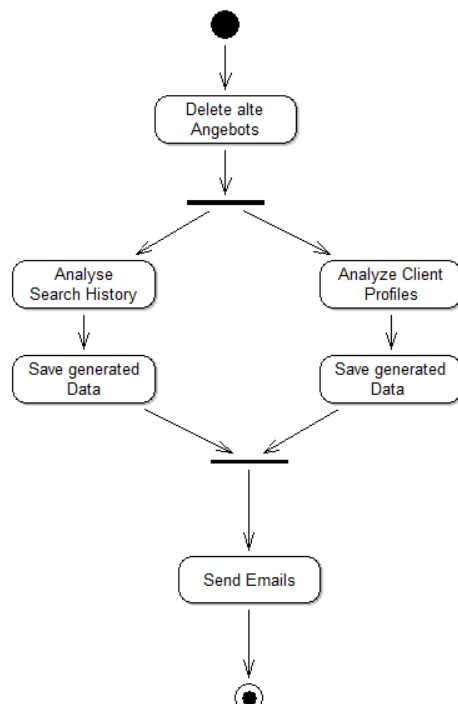 Delete alte
Angebots
Analyse
Search History
Analyze Client
Profiles
Save generated
Data
Save generated
Data
Send Emails